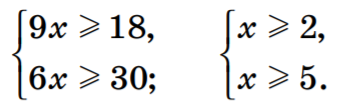 9x ⩾ 18, x ⩾ 2,
6x ⩾ 30; x ⩾ 5.